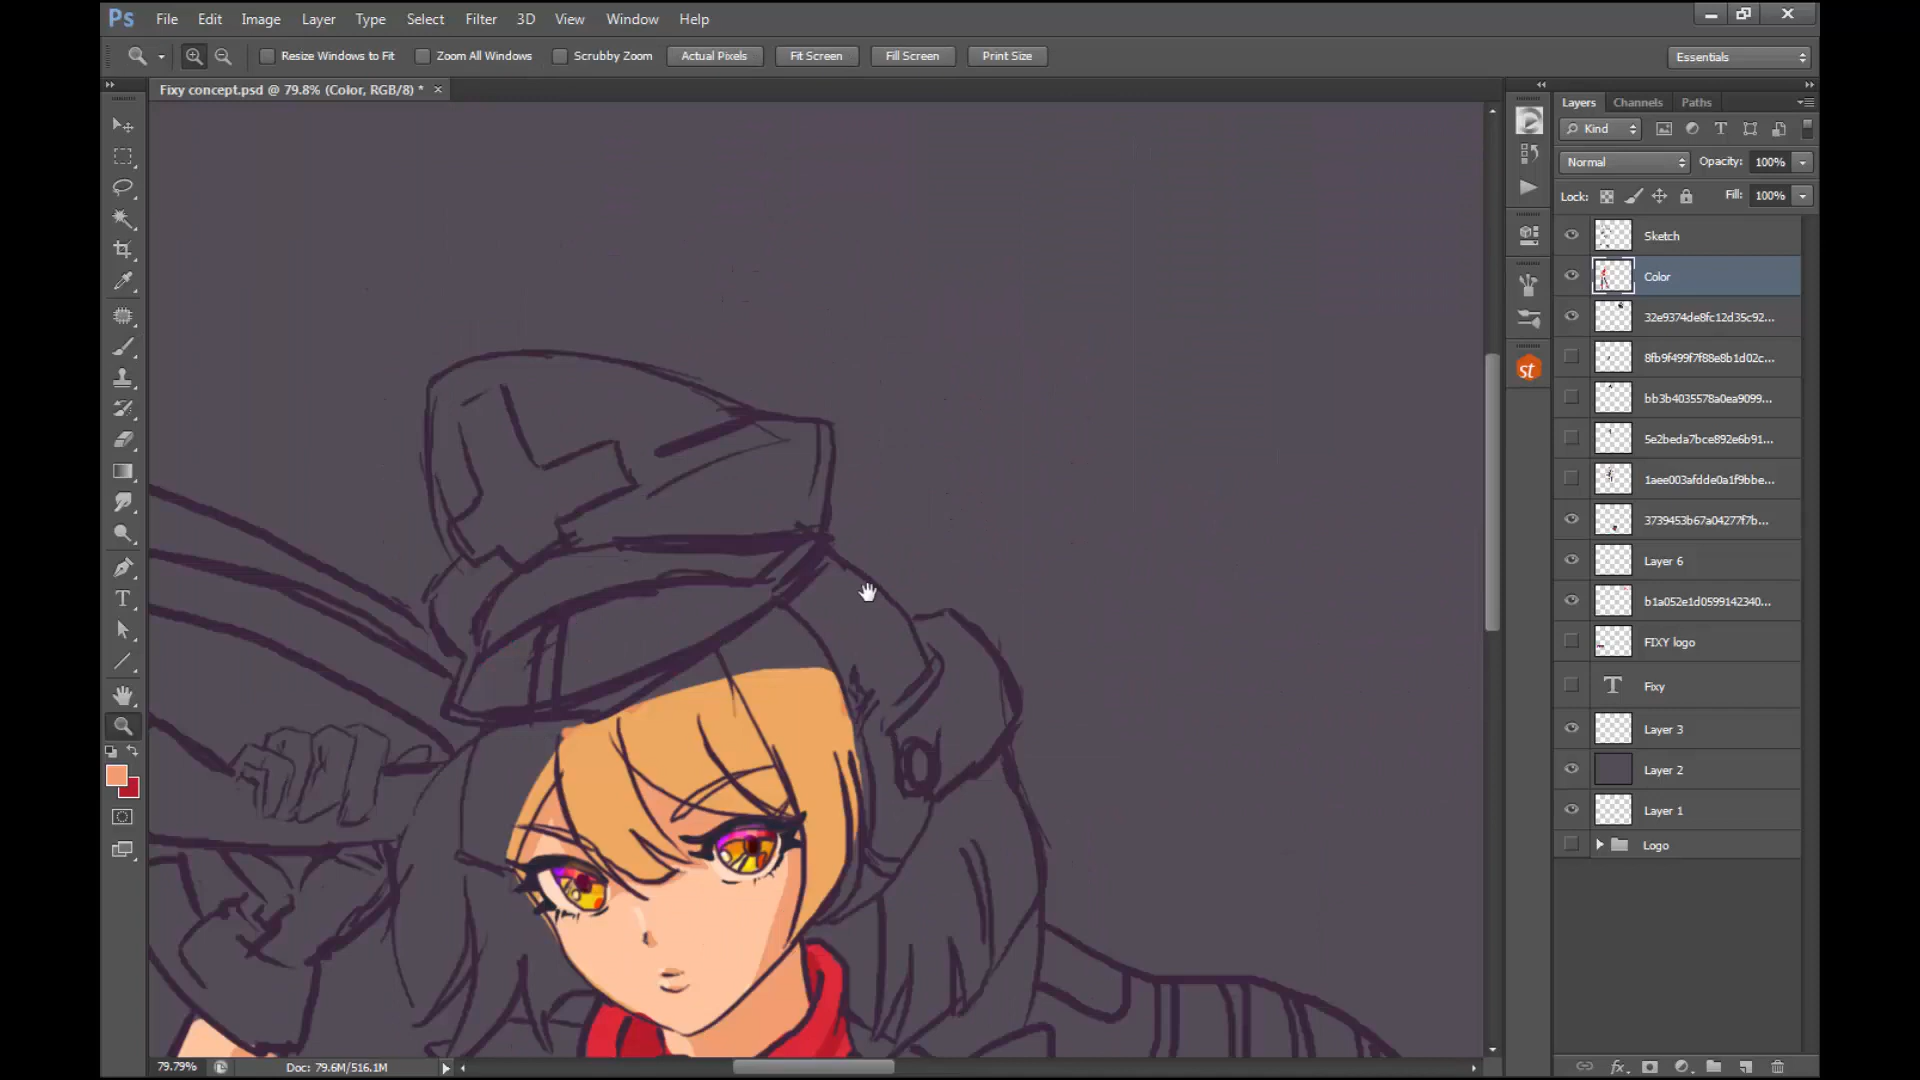 Ps File Edit Image Layer Type Select Filter 3D View Window Help
Resize Windows to Fit Zoom All Windows Scrubby Zoom Actual Pixels Fit Screen Fill Screen Print Size Essentials
Fixy concept.psd @ 79.8% (Color, RGB/8) * ×
Layers Channels Paths
Kind
Normal Opacity: 100%
Lock: Fill: 100%
Sketch
Color
32e9374de8fc12d35c92...
8fb9f499f7f88e8b1d02c...
bb3b4035578a0ea9099...
5e2beda7bce892e6b91...
1aee003afdde0a1f9bbe...
3739453b67a04277f7b...
Layer 6
b1a052e1d0599142340...
FIXY logo
T Fixy
Layer 3
Layer 2
Layer 1
Logo
st
79.79% Doc: 79.6M/516.1M
fx